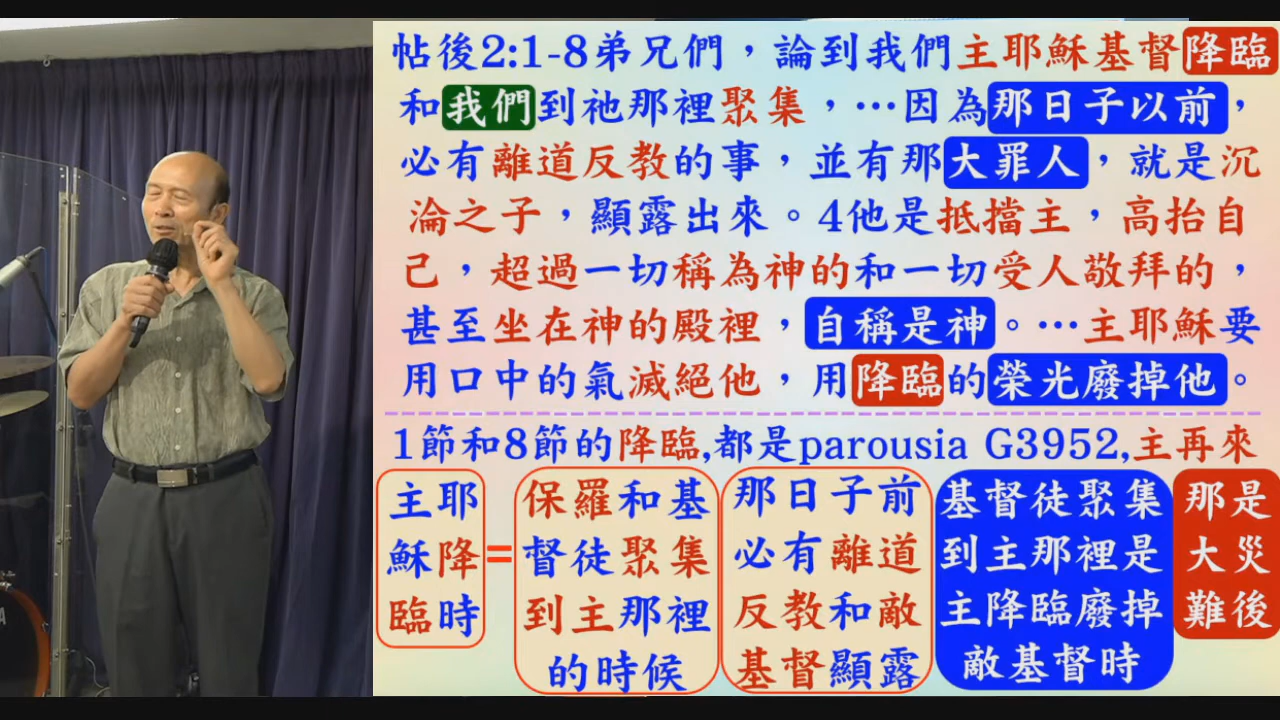 帖後2:1-8弟兄們，論到我們主耶穌基督降臨
和我們到祂那裡聚集，…因為那日子以前，
必有離道反教的事，並有那大罪人，就是沉
淪之子，顯露出來。4他是抵擋主，高抬自
己，超過一切稱為神的和一切受人敬拜的，
甚至坐在神的殿裡，自稱是神。…主耶穌要
用口中的氣滅絕他，用降臨的榮光廢掉他。
1節和8節的降臨,都是parousia G3952,主再來
主耶
穌降
臨時
=
保羅和基
督徒聚集
到主那裡
的時候
那日子前
必有離道
反教和敵
基督顯露
基督徒聚集
到主那裡是
主降臨廢掉
敵基督時
那是
大災
難後